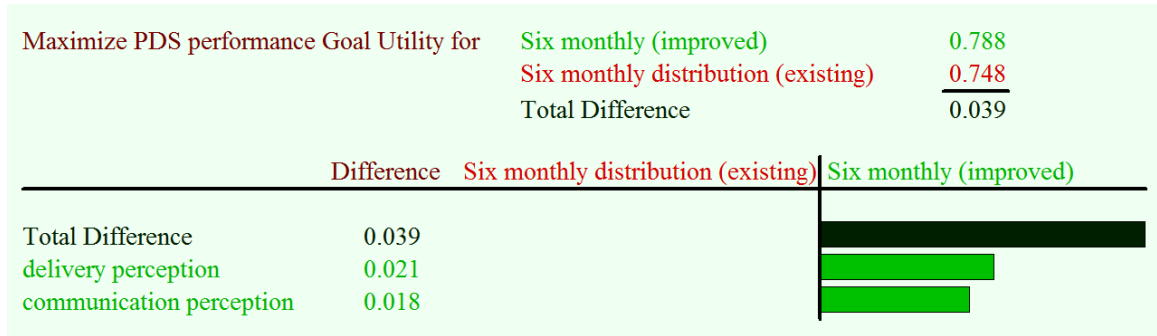 Maximize PDS performance Goal Utility for Six monthly (improved) 0.788
Six monthly distribution (existing) 0.748
Total Difference 0.039
Difference Six monthly distribution (existing) Six monthly (improved)
Total Difference 0.039
delivery perception 0.021
communication perception 0.018